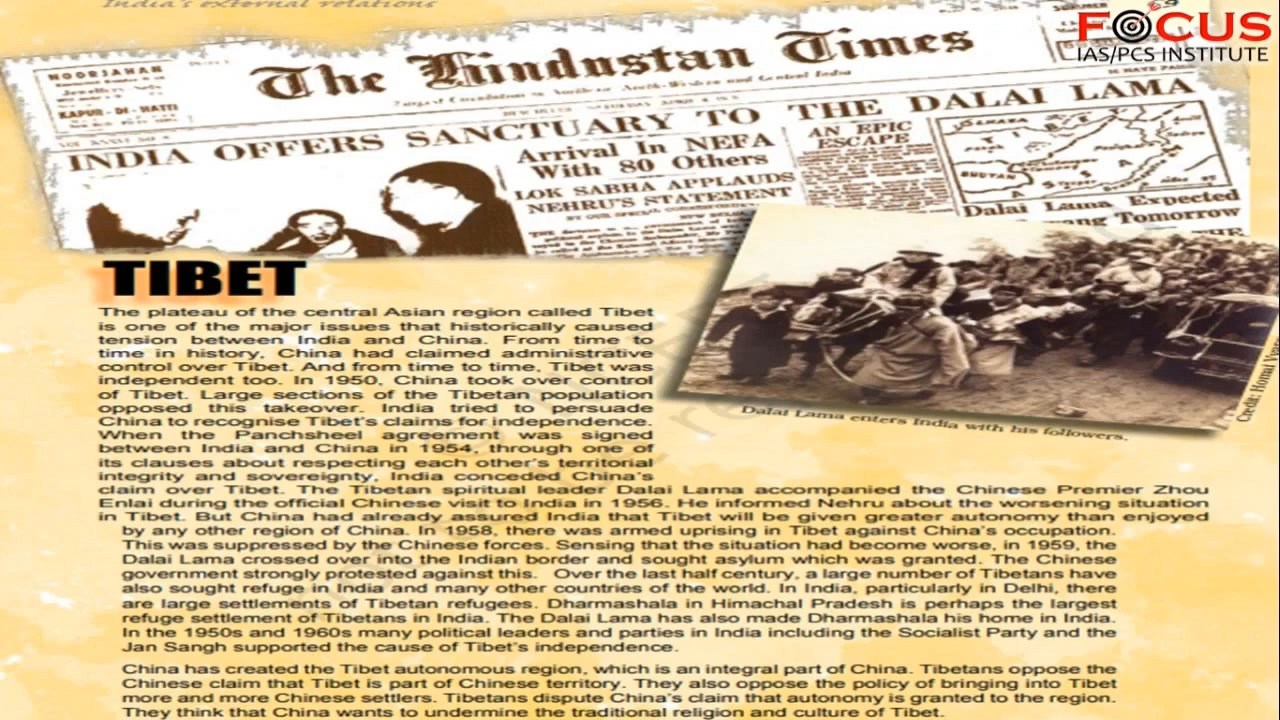 India's external relations
FOCUS
IAS/PCS INSTITUTE
The Hindustan Times
NOORJAHAN
KAPUR - DI - HATTI
INDIA OFFERS SANCTUARY TO THE DALAI LAMA
Arrival In NEFA
With 80 Others
LOK SABHA APPLAUDS
NEHRU'S STATEMENT
AN EPIC
ESCAPE
BHUTAN
Dalai Lama Expected
Tomorrow
TIBET
The plateau of the central Asian region called Tibet
is one of the major issues that historically caused
tension between India and China. From time to
time in history, China had claimed administrative
control over Tibet. And from time to time, Tibet was
independent too. In 1950, China took over control
of Tibet. Large sections of the Tibetan population
opposed this takeover. India tried to persuade
China to recognise Tibet's claims for independence.
When the Panchsheel agreement was signed
between India and China in 1954, through one of
its clauses about respecting each other's territorial
integrity and sovereignty, India conceded China's
claim over Tibet. The Tibetan spiritual leader Dalai Lama accompanied the Chinese Premier Zhou
Enlai during the official Chinese visit to India in 1956. He informed Nehru about the worsening situation
in Tibet. But China had already assured India that Tibet will be given greater autonomy than enjoyed
by any other region of China. In 1958, there was armed uprising in Tibet against China's occupation.
This was suppressed by the Chinese forces. Sensing that the situation had become worse, in 1959, the
Dalai Lama crossed over into the Indian border and sought asylum which was granted. The Chinese
government strongly protested against this. Over the last half century, a large number of Tibetans have
also sought refuge in India and many other countries of the world. In India, particularly in Delhi, there
are large settlements of Tibetan refugees. Dharmashala in Himachal Pradesh is perhaps the largest
refuge settlement of Tibetans in India. The Dalai Lama has also made Dharmashala his home in India.
In the 1950s and 1960s many political leaders and parties in India including the Socialist Party and the
Jan Sangh supported the cause of Tibet's independence.
China has created the Tibet autonomous region, which is an integral part of China. Tibetans oppose the
Chinese claim that Tibet is part of Chinese territory. They also oppose the policy of bringing into Tibet
more and more Chinese settlers. Tibetans dispute China's claim that autonomy is granted to the region.
They think that China wants to undermine the traditional religion and culture of Tibet.
Dalai Lama enters India with his followers.
Credit: Homai